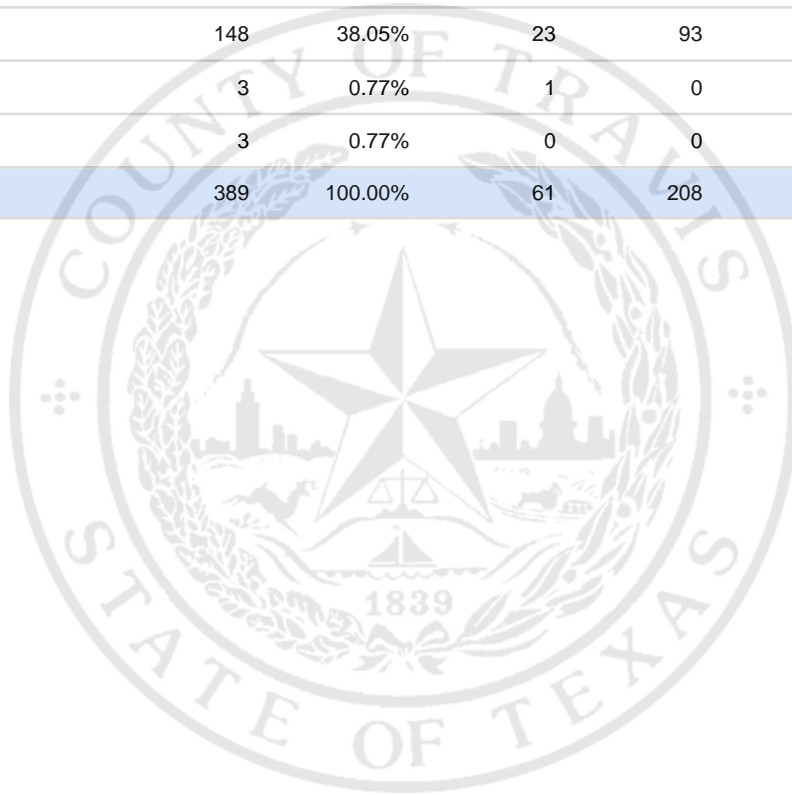 148 38.05% 23 93
3 0.77% 1 0
3 0.77% 0 0
389 100.00% 61 208
COUNTY OF TRAVIS
1839
STATE OF TEXAS